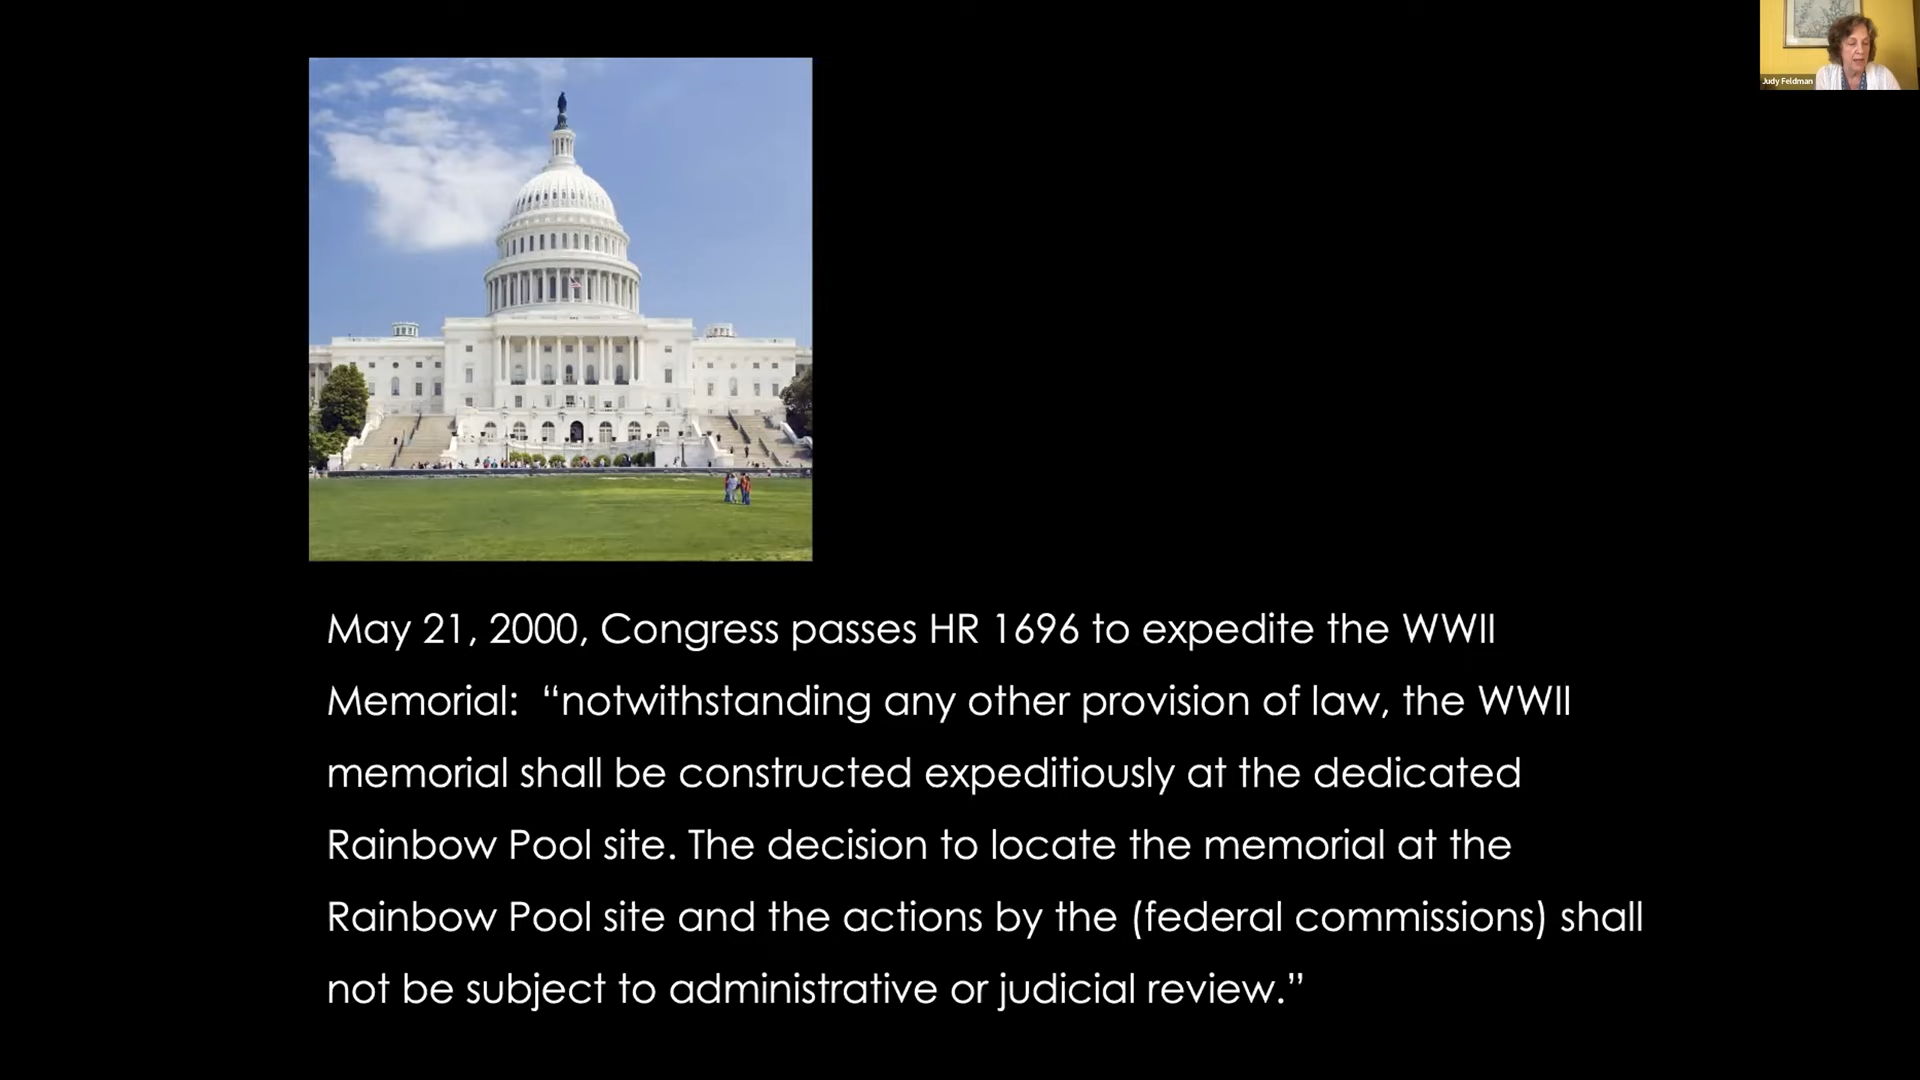 Judy Feldman
May 21, 2000, Congress passes HR 1696 to expedite the WWII
Memorial:  “notwithstanding any other provision of law, the WWII
memorial shall be constructed expeditiously at the dedicated
Rainbow Pool site. The decision to locate the memorial at the
Rainbow Pool site and the actions by the (federal commissions) shall
not be subject to administrative or judicial review.”